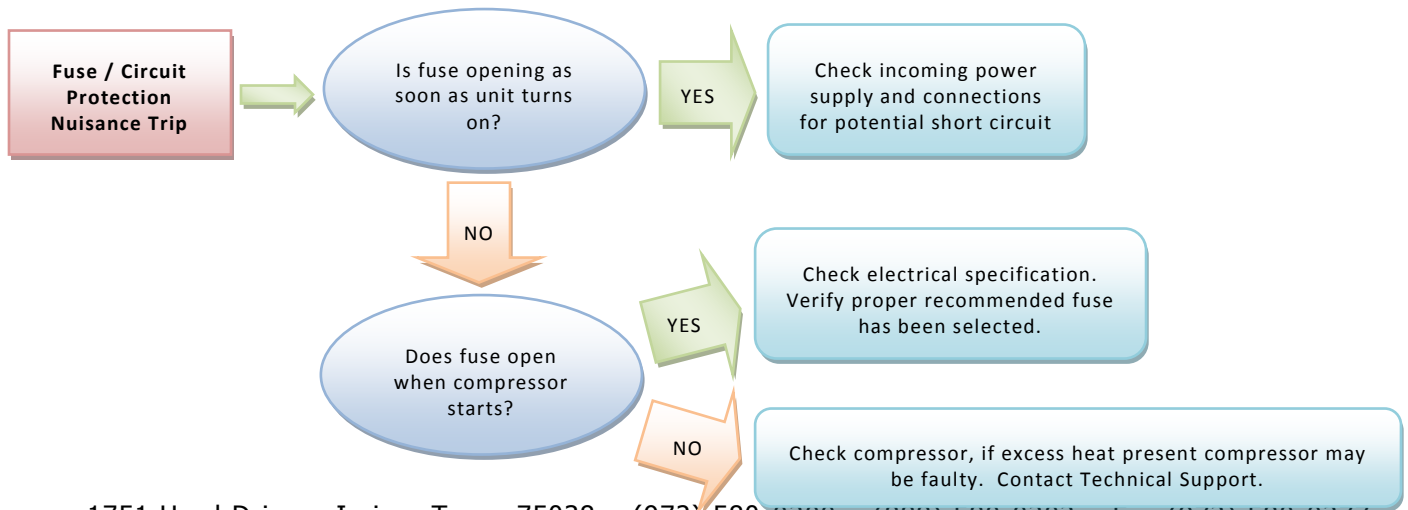 Fuse / Circuit
Protection
Nuisance Trip
Is fuse opening as
soon as unit turns
on?
YES
Check incoming power
supply and connections
for potential short circuit
NO
Does fuse open
when compressor
starts?
YES
Check electrical specification.
Verify proper recommended fuse
has been selected.
NO
Check compressor, if excess heat present compressor may
be faulty. Contact Technical Support.
75038